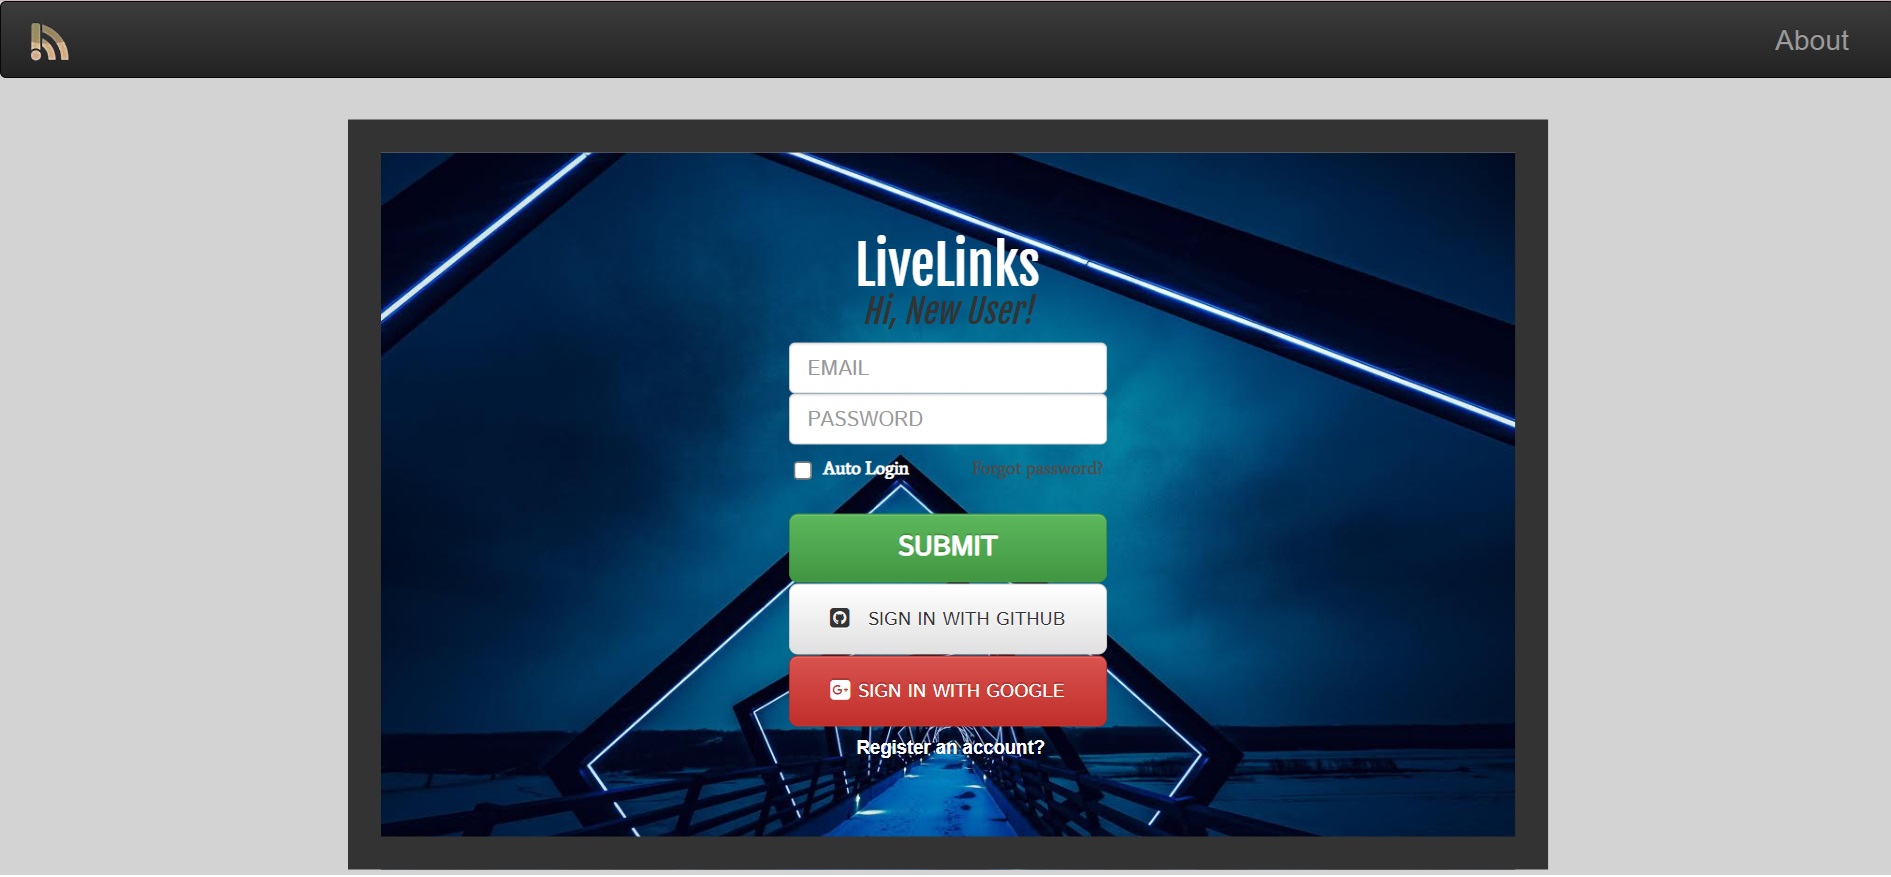 About
LiveLinks
Hi, New User!
EMAIL
PASSWORD
Auto Login Forgot password?
SUBMIT
SIGN IN WITH GITHUB
G+ SIGN IN WITH GOOGLE
Register an account?